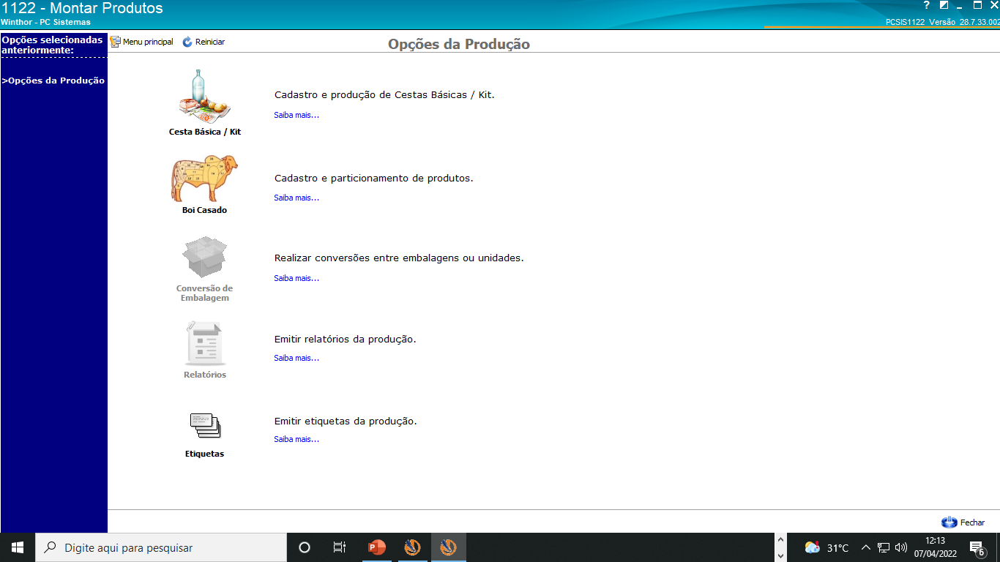 1122 - Montar Produtos
Winthor - PC Sistemas
PCSIS1122 Versão 28.7.33.002
Opções selecionadas
anteriormente:
>Opções da Produção
Menu principal
Reiniciar
Opções da Produção
Cesta Básica / Kit
Cadastro e produção de Cestas Básicas / Kit.
Saiba mais...
Boi Casado
Cadastro e particionamento de produtos.
Saiba mais...
Conversão de
Embalagem
Realizar conversões entre embalagens ou unidades.
Saiba mais...
Relatórios
Emitir relatórios da produção.
Saiba mais...
Etiquetas
Emitir etiquetas da produção.
Saiba mais...
Fechar
Digite aqui para pesquisar
31°C
12:13
07/04/2022
6